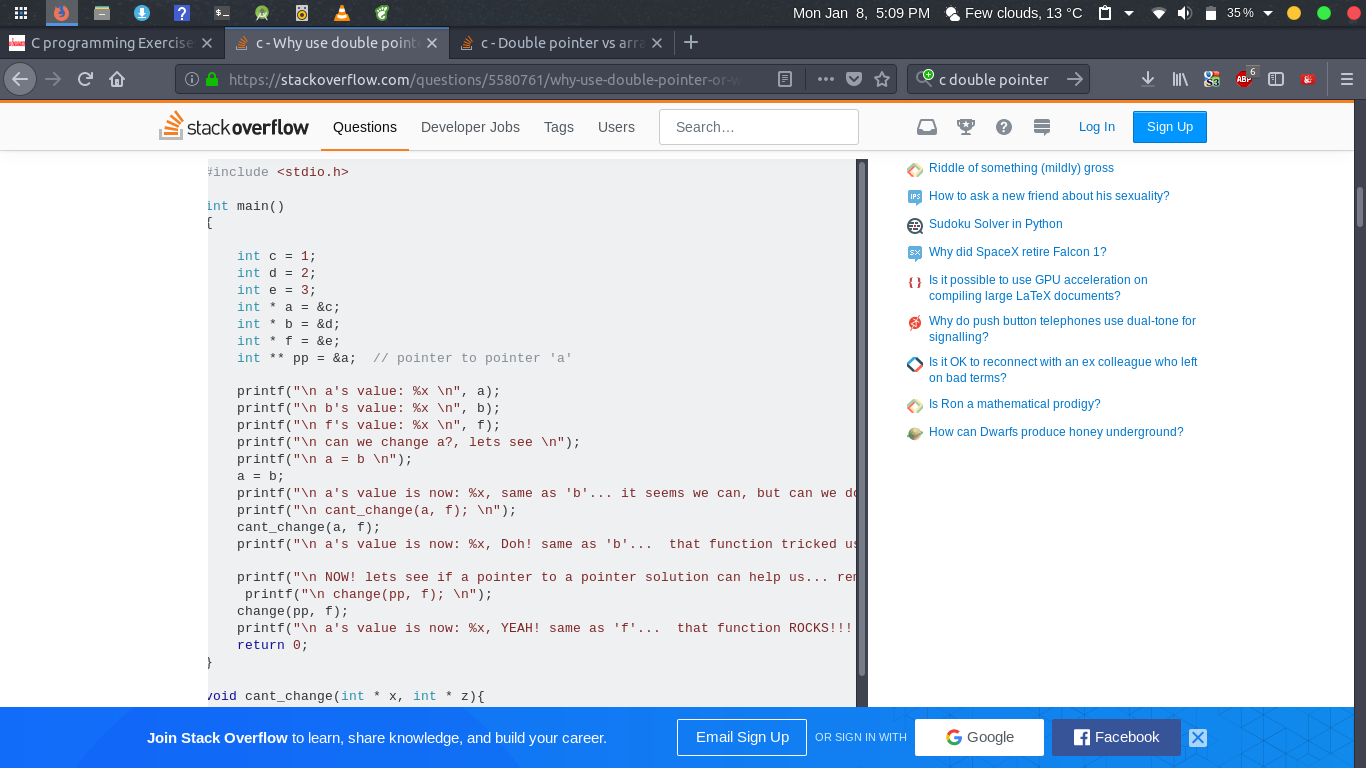 Mon Jan 8, 5:09 PM Few clouds, 13 °C 35 %
C programming Exercise
c - Why use double pointe
c - Double pointer vs arra
https://stackoverflow.com/questions/5580761/why-use-double-pointer-or-w
c double pointer
ABP 6
stackoverflow
Questions Developer Jobs Tags Users Search… Log In Sign Up
#include <stdio.h>
int main()
{
int c = 1;
int d = 2;
int e = 3;
int * a = &c;
int * b = &d;
int * f = &e;
int ** pp = &a; // pointer to pointer 'a'
printf("\n a's value: %x \n", a);
printf("\n b's value: %x \n", b);
printf("\n f's value: %x \n", f);
printf("\n can we change a?, lets see \n");
printf("\n a = b \n");
a = b;
printf("\n a's value is now: %x, same as 'b'... it seems we can, but can we do
printf("\n cant_change(a, f); \n");
cant_change(a, f);
printf("\n a's value is now: %x, Doh! same as 'b'... that function tricked us
printf("\n NOW! lets see if a pointer to a pointer solution can help us... rem
printf("\n change(pp, f); \n");
change(pp, f);
printf("\n a's value is now: %x, YEAH! same as 'f'... that function ROCKS!!!
return 0;
}
void cant_change(int * x, int * z){
Riddle of something (mildly) gross
How to ask a new friend about his sexuality?
Sudoku Solver in Python
Why did SpaceX retire Falcon 1?
Is it possible to use GPU acceleration on
compiling large LaTeX documents?
Why do push button telephones use dual-tone for
signalling?
Is it OK to reconnect with an ex colleague who left
on bad terms?
Is Ron a mathematical prodigy?
How can Dwarfs produce honey underground?
Join Stack Overflow to learn, share knowledge, and build your career.
Email Sign Up OR SIGN IN WITH Google Facebook